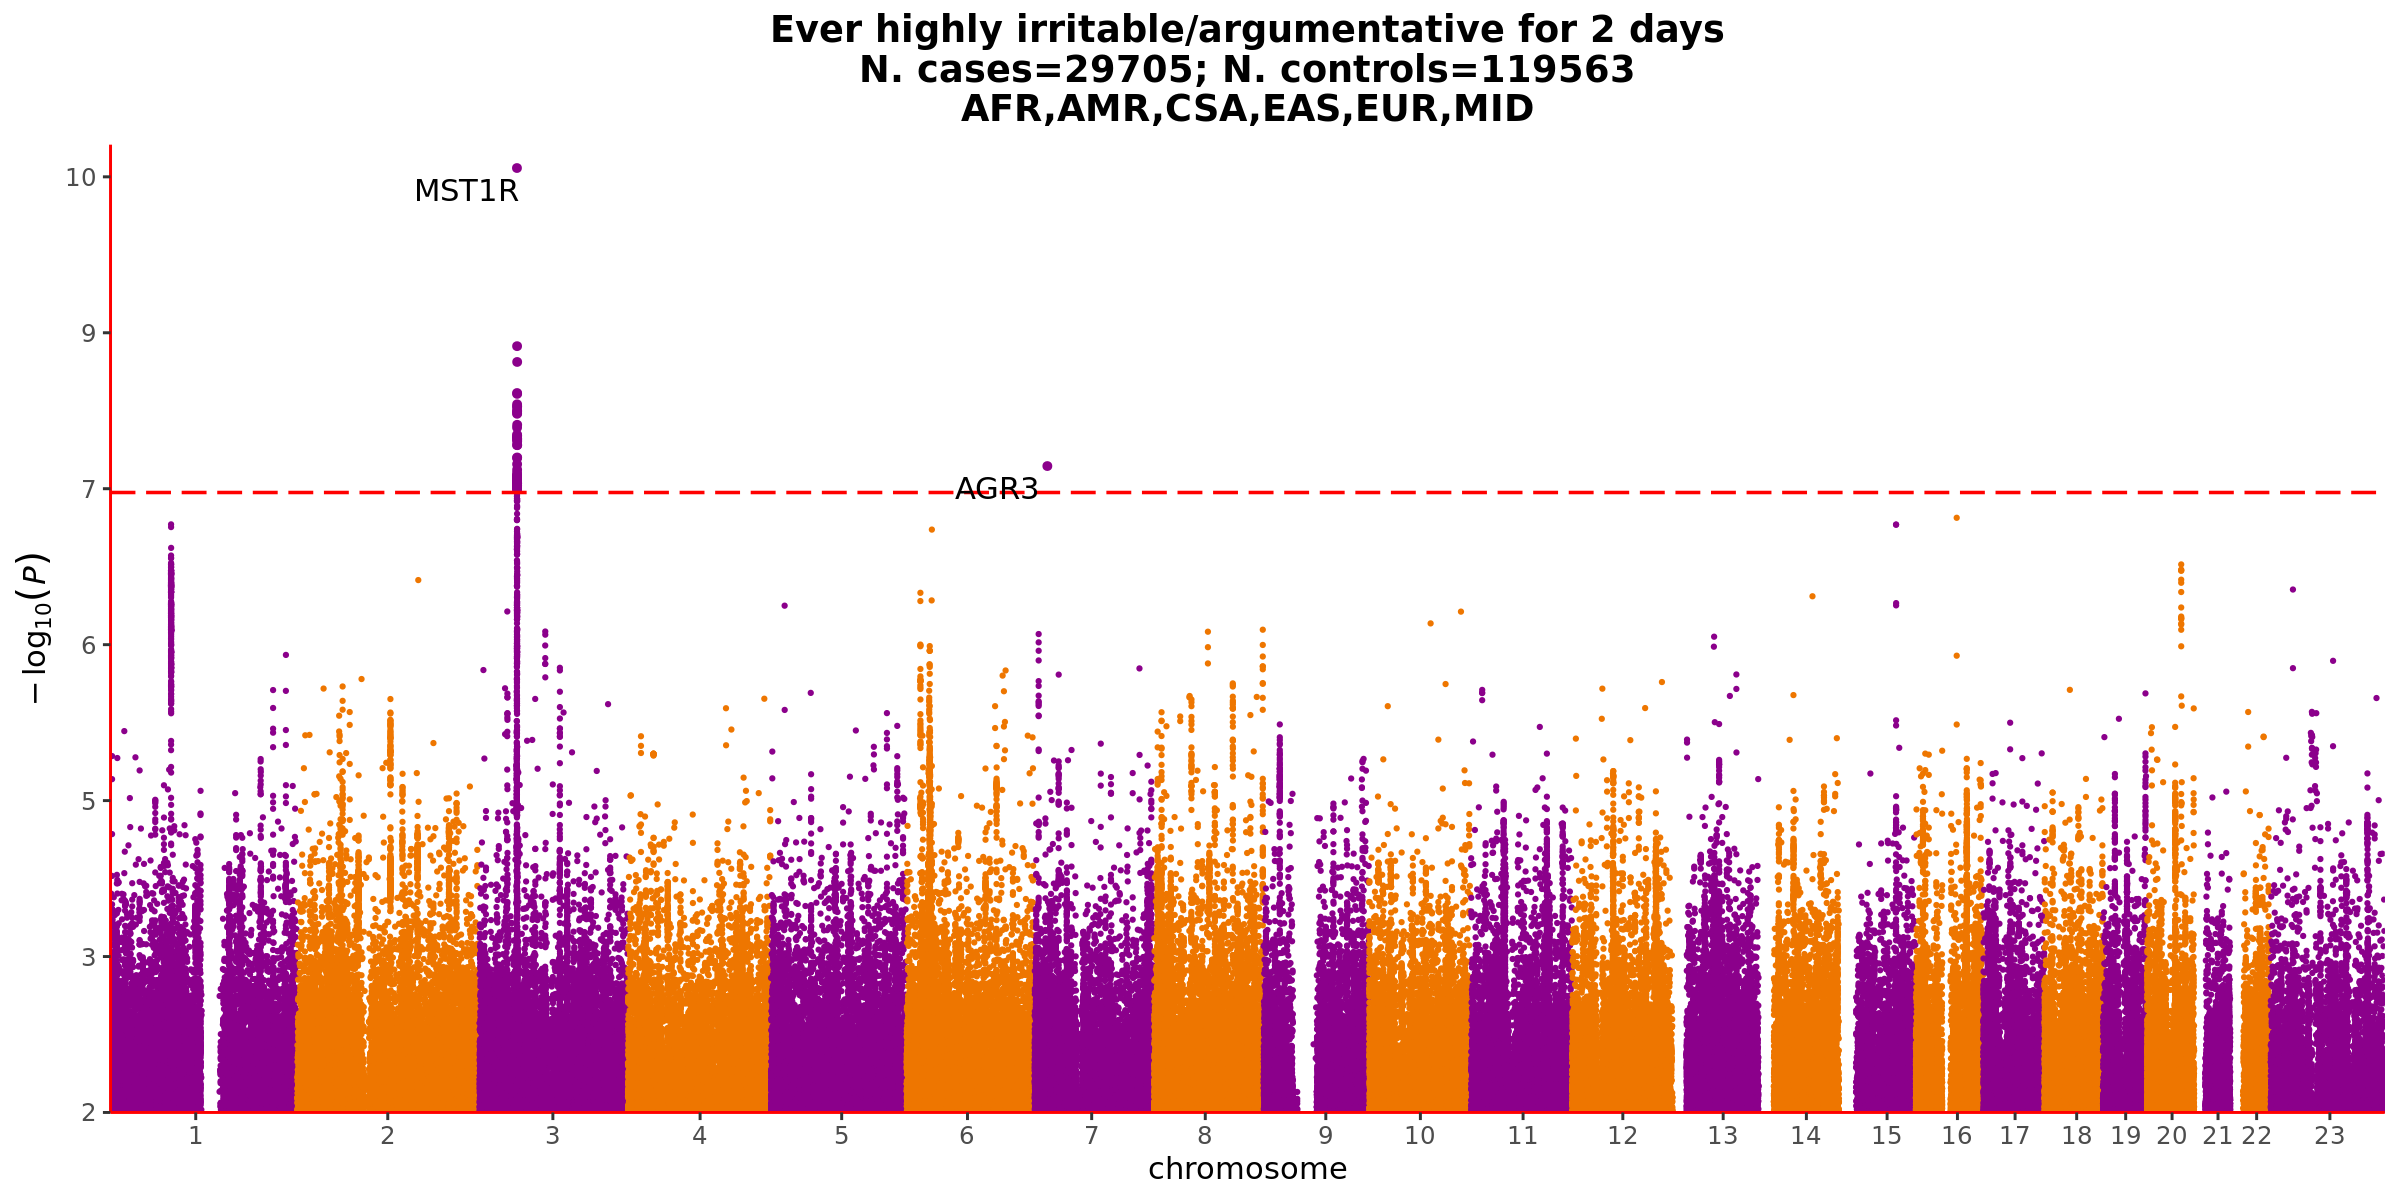 Ever highly irritable/argumentative for 2 days
N. cases=29705; N. controls=119563
AFR,AMR,CSA,EAS,EUR,MID
10
MST1R
9
7
AGR3
6
−log₁₀(P)
5
3
2
1 2 3 4 5 6 7 8 9 10 11 12 13 14 15 16 17 18 19 20 21 22 23
chromosome